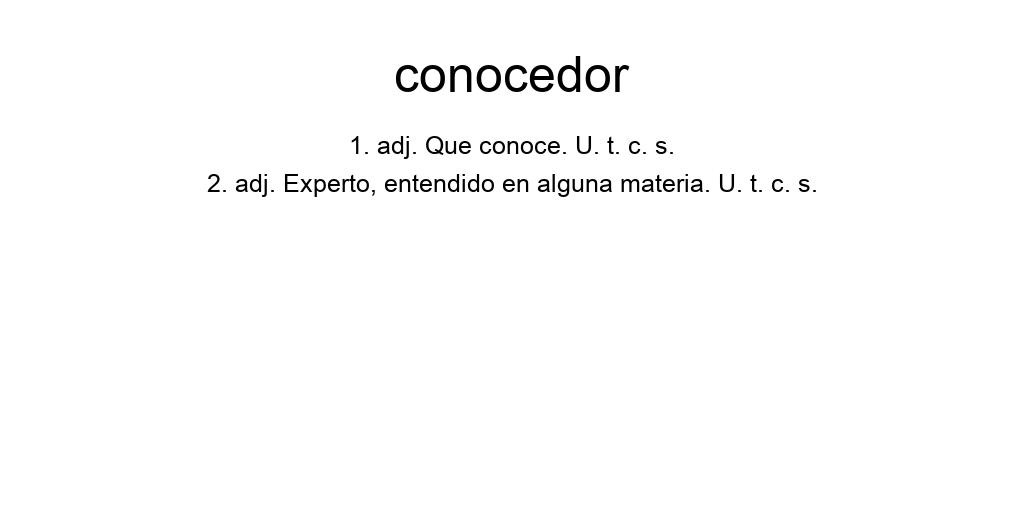 conocedor
1. adj. Que conoce. U. t. c. s.
2. adj. Experto, entendido en alguna materia. U. t. c. s.